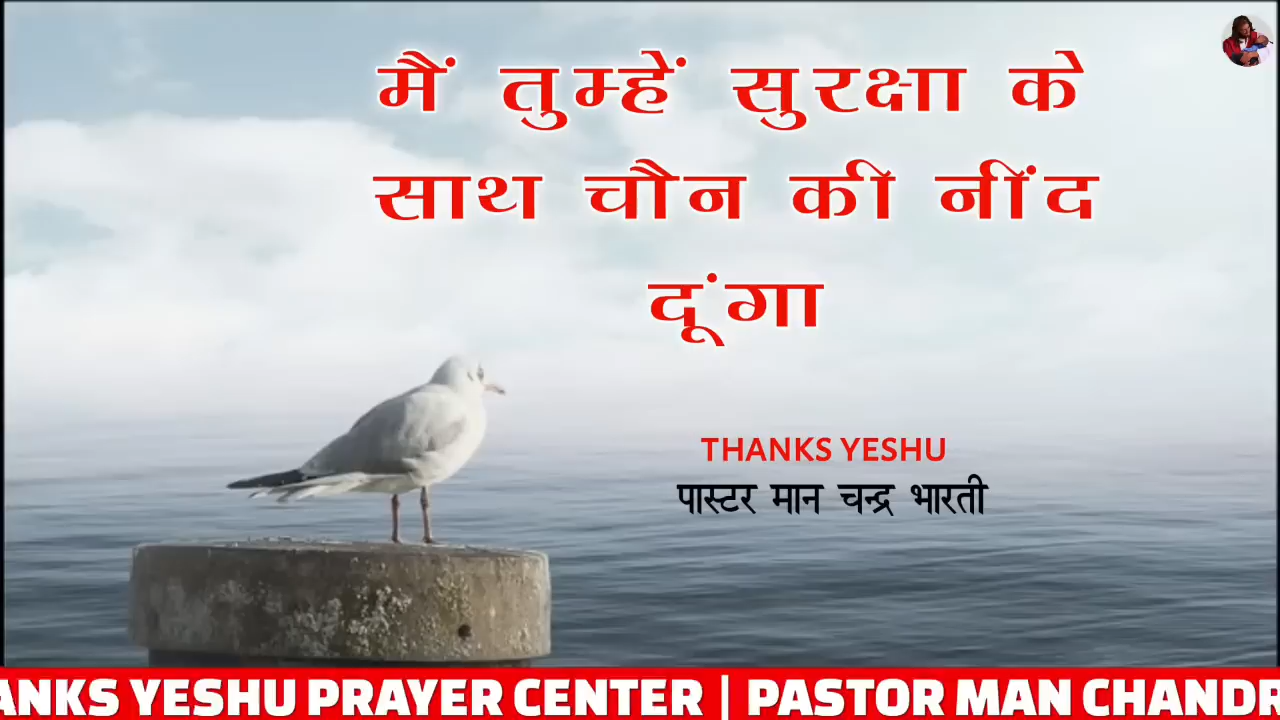 मैं तुम्हें सुरक्षा के
साथ चौन की नींद
दूंगा
THANKS YESHU
पास्टर मान चन्द्र भारती
ANKS YESHU PRAYER CENTER | PASTOR MAN CHANDR